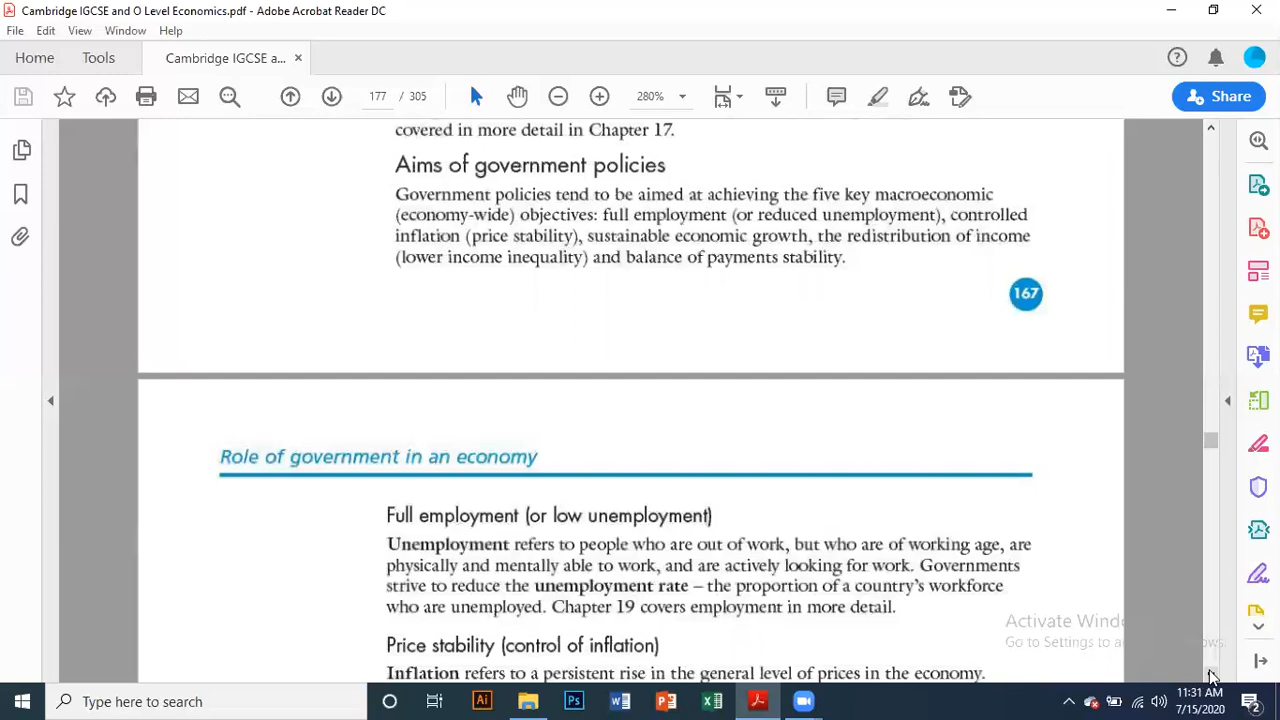 Cambridge IGCSE and O Level Economics.pdf - Adobe Acrobat Reader DC
File Edit View Window Help
Home Tools Cambridge IGCSE a... ×
177 / 305 280% Share
covered in more detail in Chapter 17.
Aims of government policies
Government policies tend to be aimed at achieving the five key macroeconomic
(economy-wide) objectives: full employment (or reduced unemployment), controlled
inflation (price stability), sustainable economic growth, the redistribution of income
(lower income inequality) and balance of payments stability.
167
Role of government in an economy
Full employment (or low unemployment)
Unemployment refers to people who are out of work, but who are of working age, are
physically and mentally able to work, and are actively looking for work. Governments
strive to reduce the unemployment rate – the proportion of a country's workforce
who are unemployed. Chapter 19 covers employment in more detail.
Activate Windo
Go to Settings to a ows.
Price stability (control of inflation)
Inflation refers to a persistent rise in the general level of prices in the economy.
Type here to search
11:31 AM
7/15/2020
2